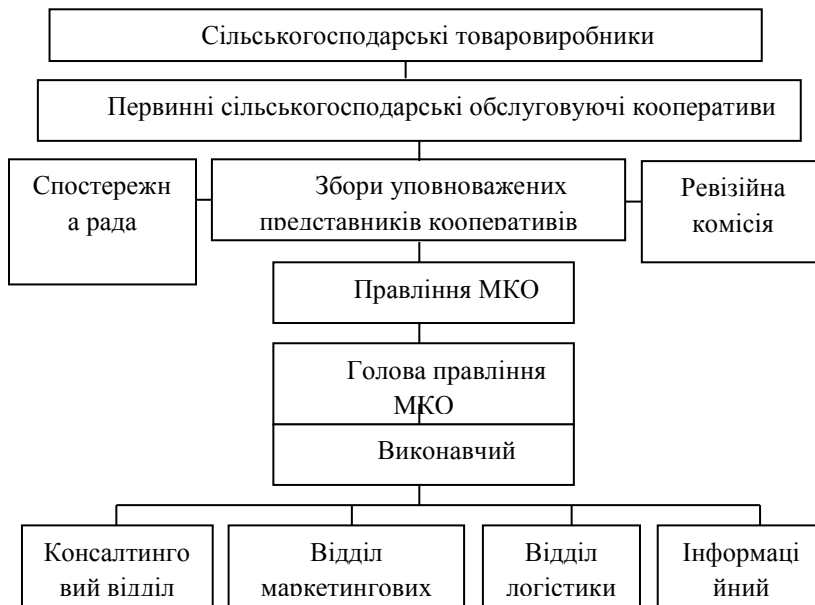 Сільськогосподарські товаровиробники
Первинні сільськогосподарські обслуговуючі кооперативи
Спостережн
а рада
Збори уповноважених
представників кооперативів
Ревізійна
комісія
Правління МКО
Голова правління
МКО
Виконавчий
Консалтинго
вий відділ
Відділ
маркетингових
Відділ
логістики
Інформаці
йний